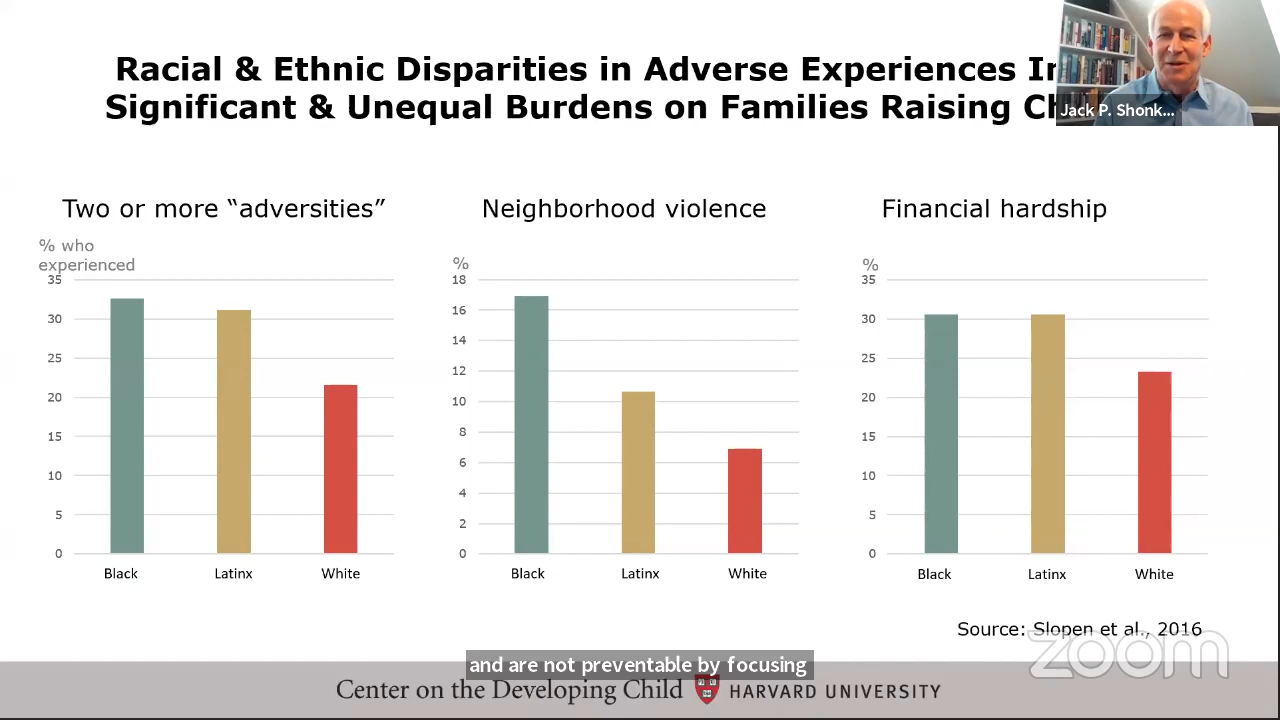 Racial & Ethnic Disparities in Adverse Experiences
Significant & Unequal Burdens on Families Raising
Jack P. Shonk...
Two or more “adversities”
% who
experienced
35
30
25
20
15
10
5
0
Black Latinx White
Neighborhood violence
%
18
16
14
12
10
8
6
4
2
0
Black Latinx White
Financial hardship
%
35
30
25
20
15
10
5
0
Black Latinx White
Source: Slopen et al., 2016
zoom
and are not preventable by focusing
Center on the Developing Child HARVARD UNIVERSITY